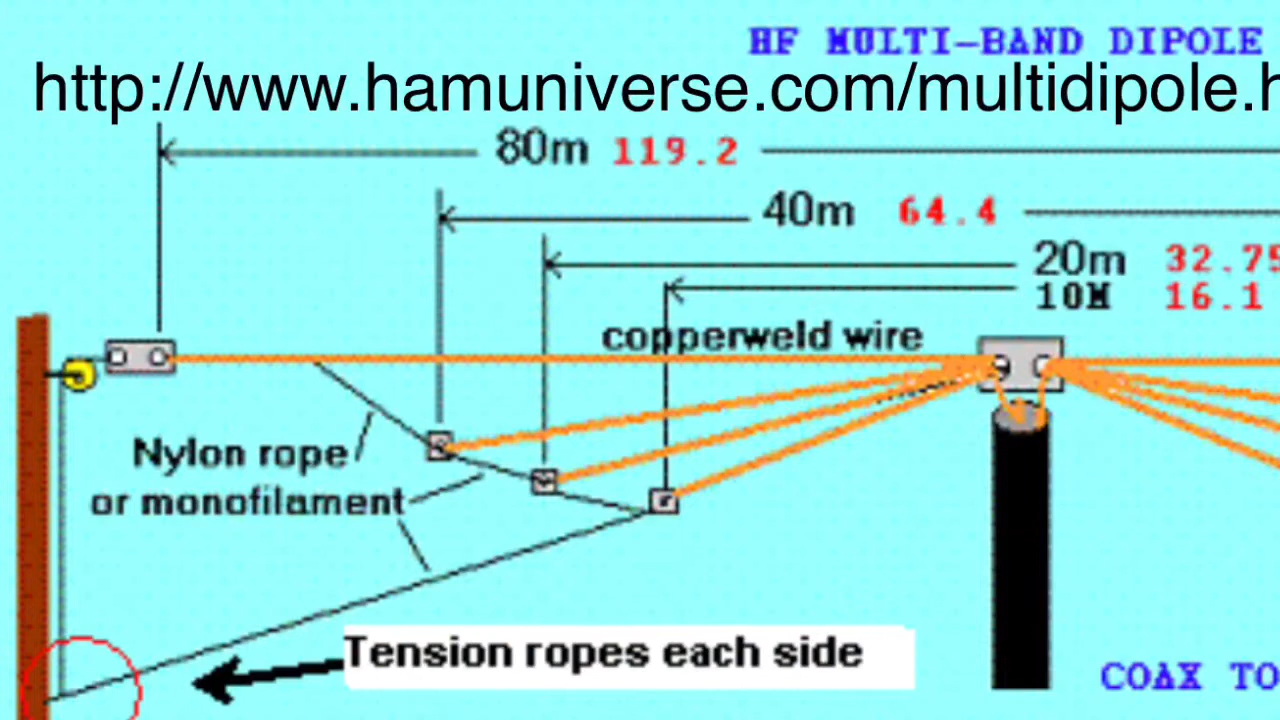 HF MULTI-BAND DIPOLE
http://www.hamuniverse.com/multidipole.h
80m 119.2
40m 64.4
20m 32.75
10M 16.1
copperweld wire
Nylon rope
or monofilament
Tension ropes each side
COAX TO